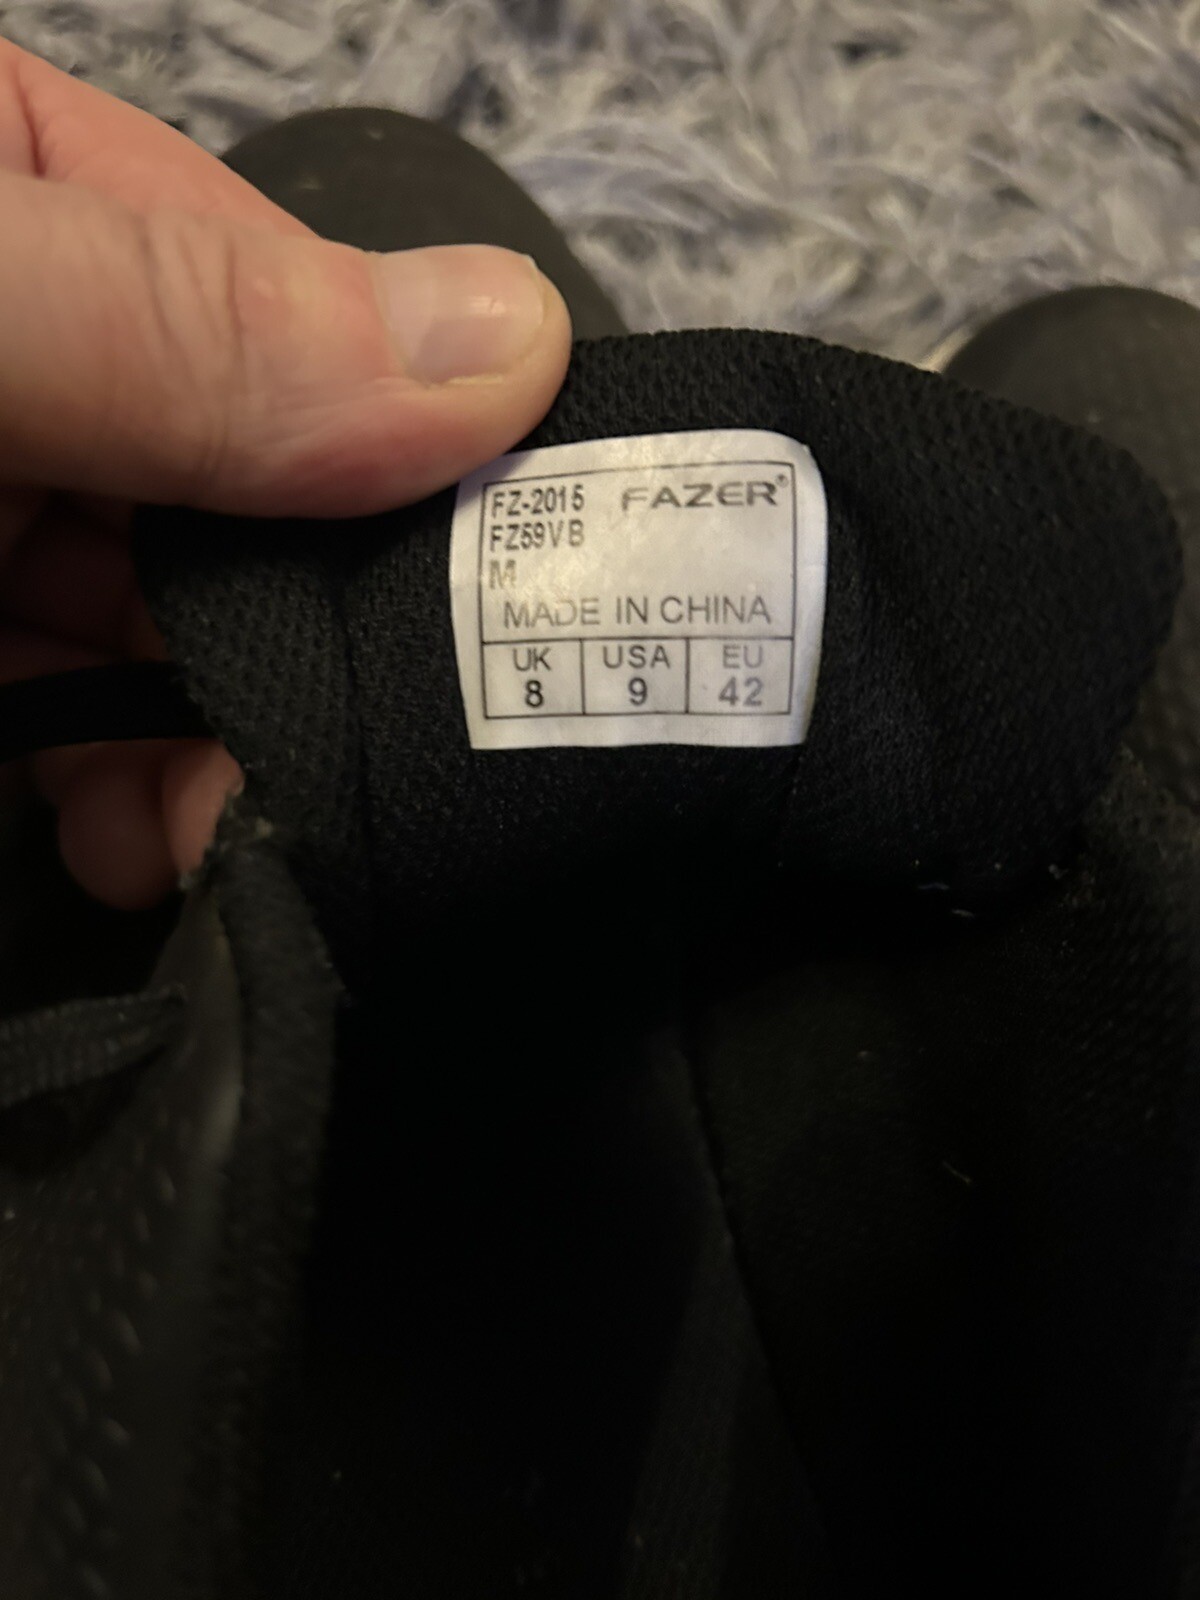 FZ-2015 FAZER®
FZ59VB
M
MADE IN CHINA
UK USA EU
8 9 42